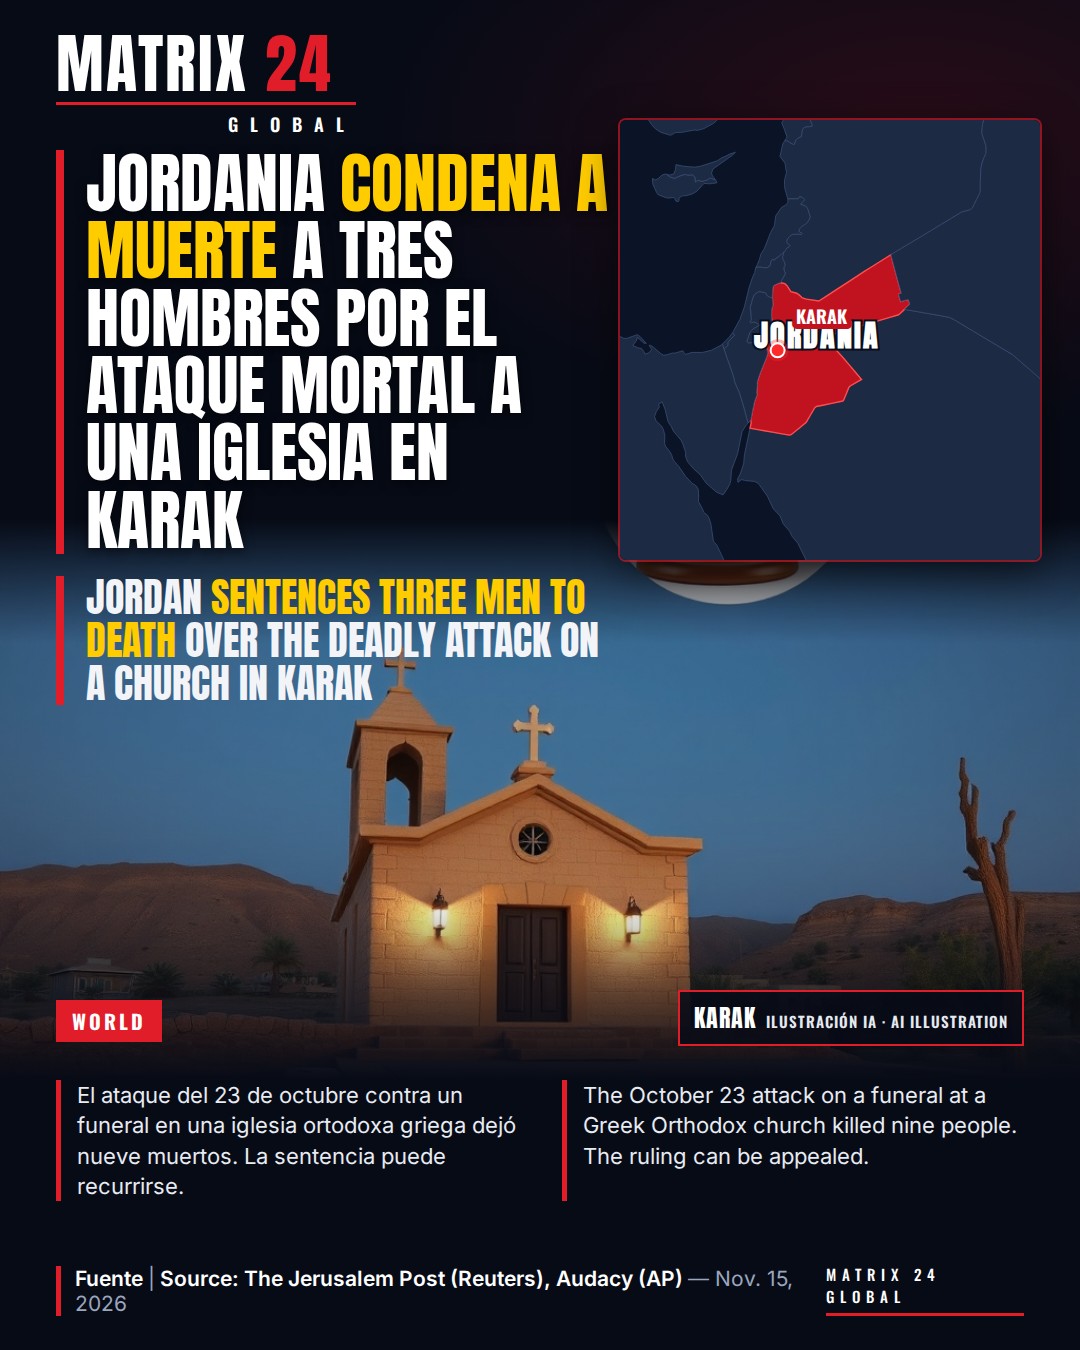 MATRIX 24
GLOBAL
JORDANIA CONDENA A
MUERTE A TRES
HOMBRES POR EL
ATAQUE MORTAL A
UNA IGLESIA EN
KARAK
KARAK
JORDANIA
JORDAN SENTENCES THREE MEN TO
DEATH OVER THE DEADLY ATTACK ON
A CHURCH IN KARAK
WORLD
KARAK ILUSTRACIÓN IA · AI ILLUSTRATION
El ataque del 23 de octubre contra un
funeral en una iglesia ortodoxa griega dejó
nueve muertos. La sentencia puede
recurrirse.
The October 23 attack on a funeral at a
Greek Orthodox church killed nine people.
The ruling can be appealed.
Fuente | Source: The Jerusalem Post (Reuters), Audacy (AP) — Nov. 15,
2026
MATRIX 24
GLOBAL